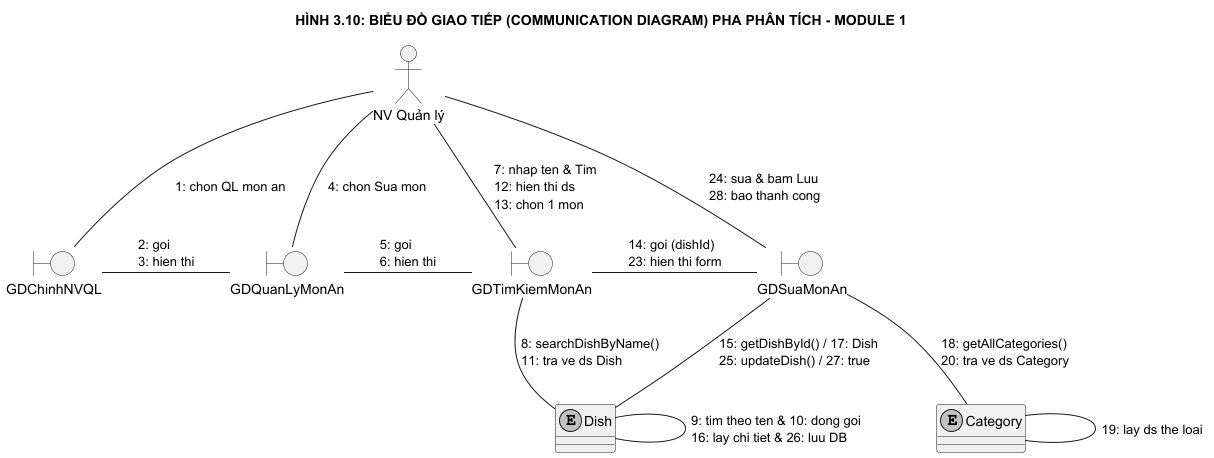 HÌNH 3.10: BIỂU ĐỒ GIAO TIẾP (COMMUNICATION DIAGRAM) PHA PHÂN TÍCH - MODULE 1
NV Quản lý
1: chon QL mon an
4: chon Sua mon
7: nhap ten & Tim
12: hien thi ds
13: chon 1 mon
24: sua & bam Luu
28: bao thanh cong
2: goi
3: hien thi
5: goi
6: hien thi
14: goi (dishId)
23: hien thi form
GDChinhNVQL
GDQuanLyMonAn
GDTimKiemMonAn
GDSuaMonAn
8: searchDishByName()
11: tra ve ds Dish
15: getDishById() / 17: Dish
25: updateDish() / 27: true
18: getAllCategories()
20: tra ve ds Category
E Dish
9: tim theo ten & 10: dong goi
16: lay chi tiet & 26: luu DB
E Category
19: lay ds the loai